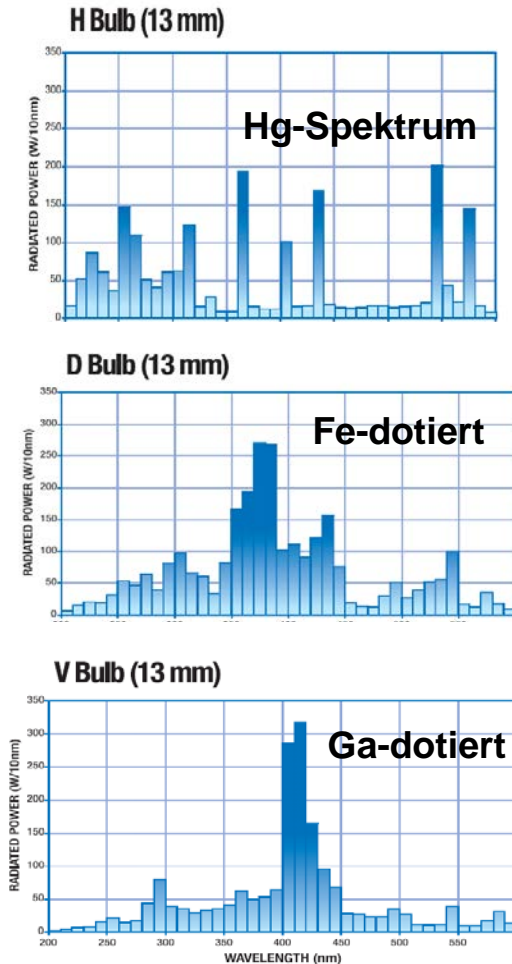 H Bulb (13 mm)
350
300
250
200
150
100
50
0
RADIATED POWER (W/10nm)
Hg-Spektrum
D Bulb (13 mm)
350
300
250
200
150
100
50
0
RADIATED POWER (W/10nm)
Fe-dotiert
V Bulb (13 mm)
350
300
250
200
150
100
50
0
RADIATED POWER (W/10nm)
Ga-dotiert
200 250 300 350 400 450 500 550
WAVELENGTH (nm)